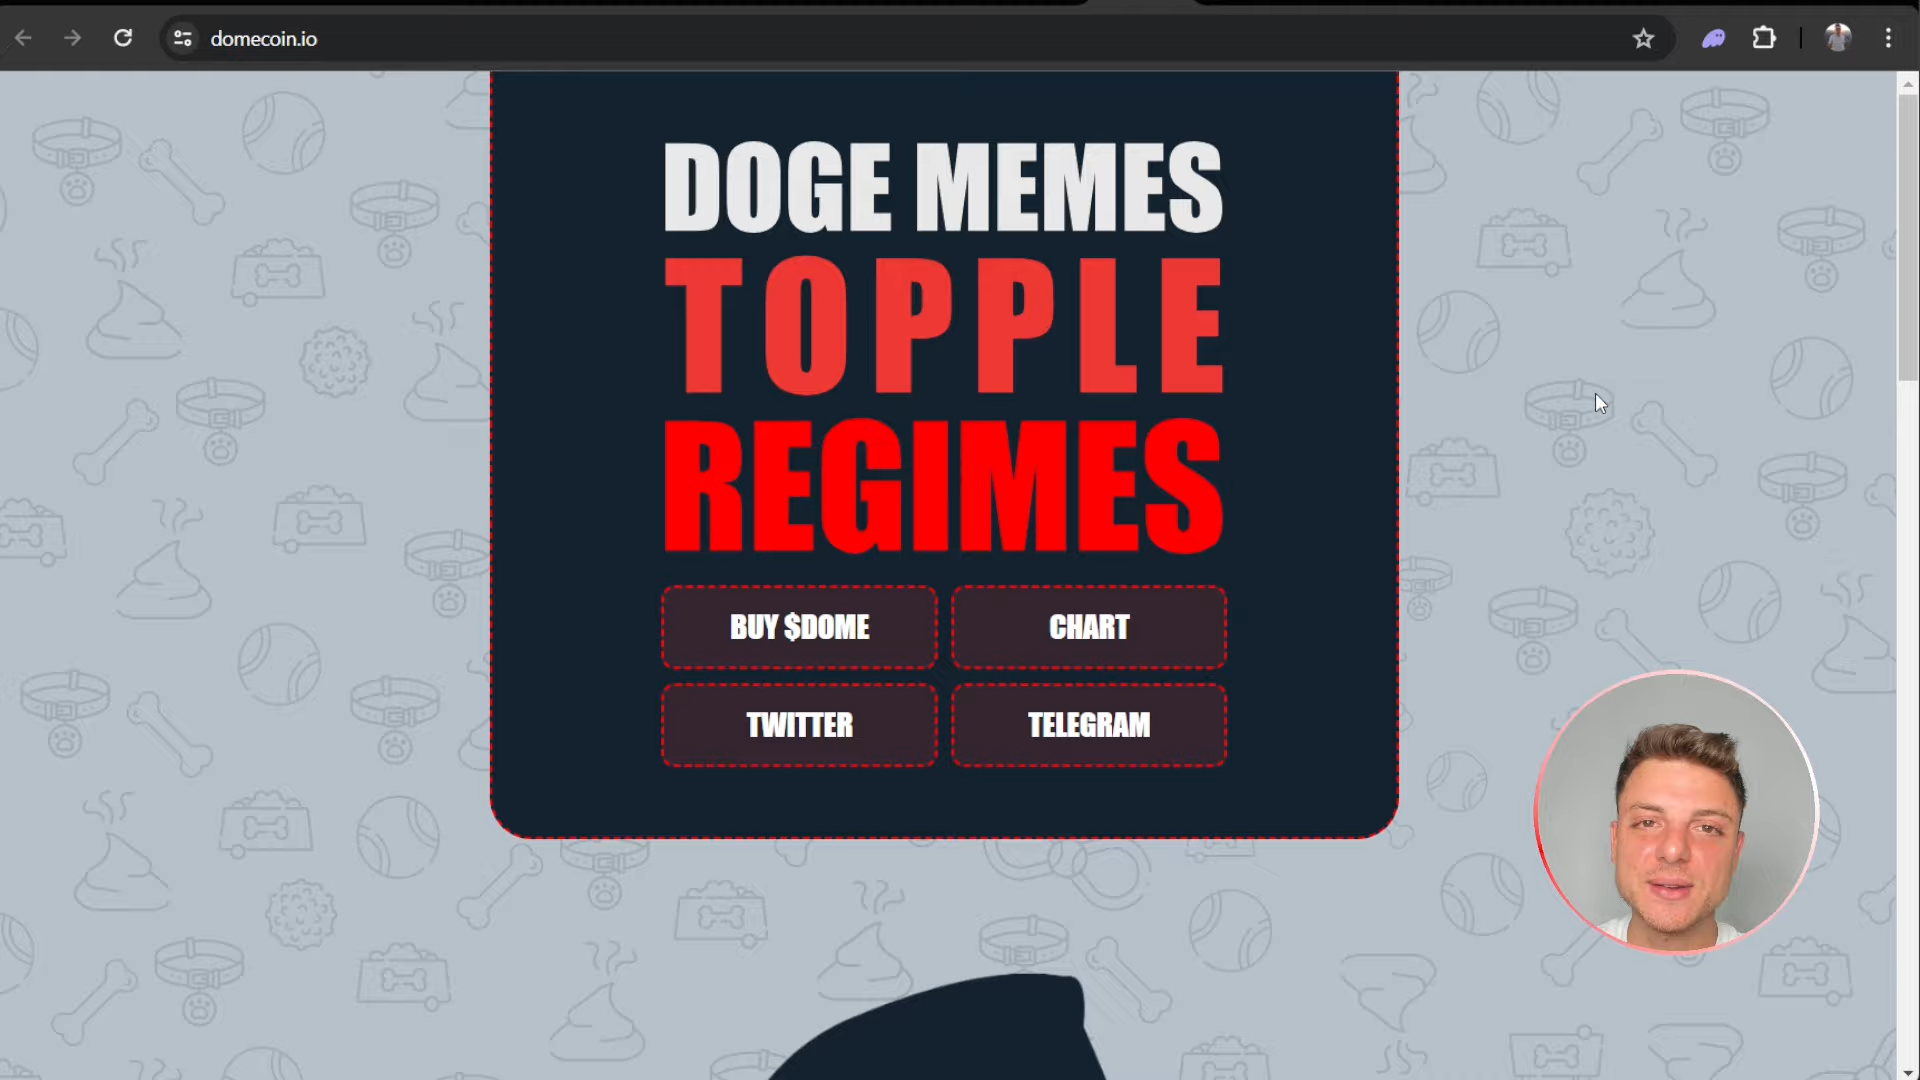 domecoin.io
DOGE MEMES
TOPPLE
REGIMES
BUY $DOME
CHART
TWITTER
TELEGRAM